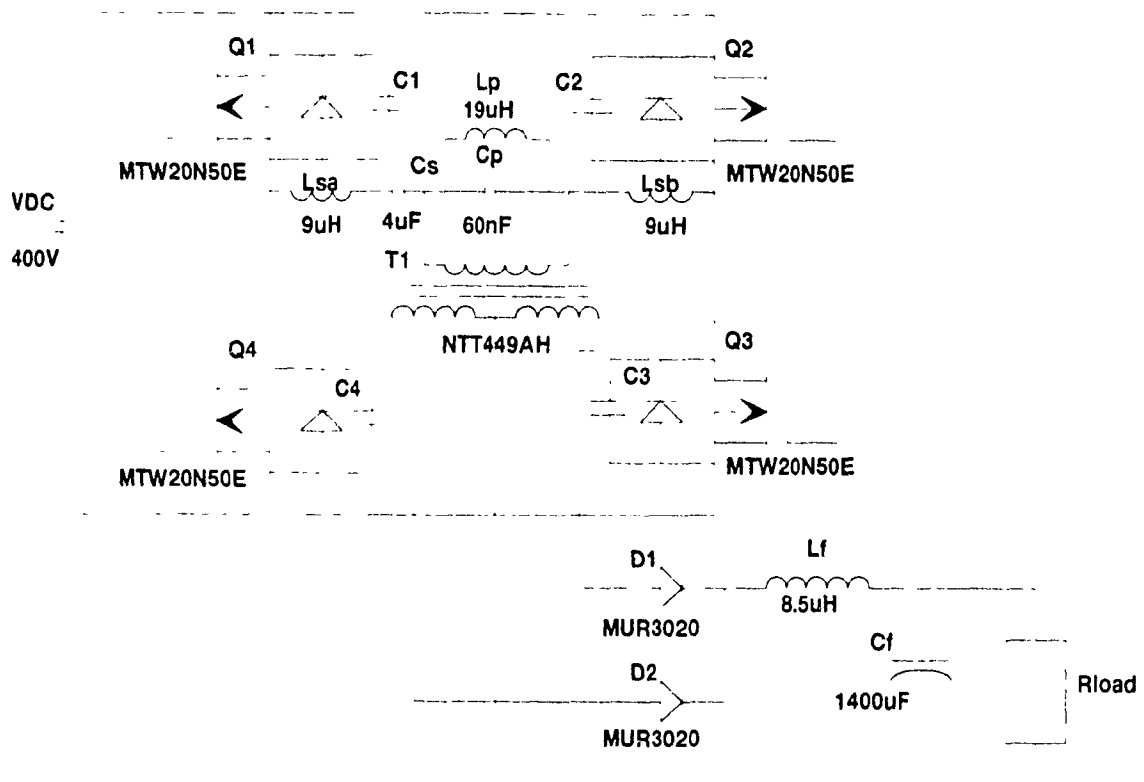 Q1
Q2
C1
Lp
C2
19uH
MTW20N50E
Cs
Cp
MTW20N50E
Lsa
Lsb
VDC
9uH
4uF
60nF
9uH
400V
T1
NTT449AH
Q4
Q3
C4
C3
MTW20N50E
MTW20N50E
D1
Lf
8.5uH
MUR3020
Cf
D2
Rload
1400uF
MUR3020